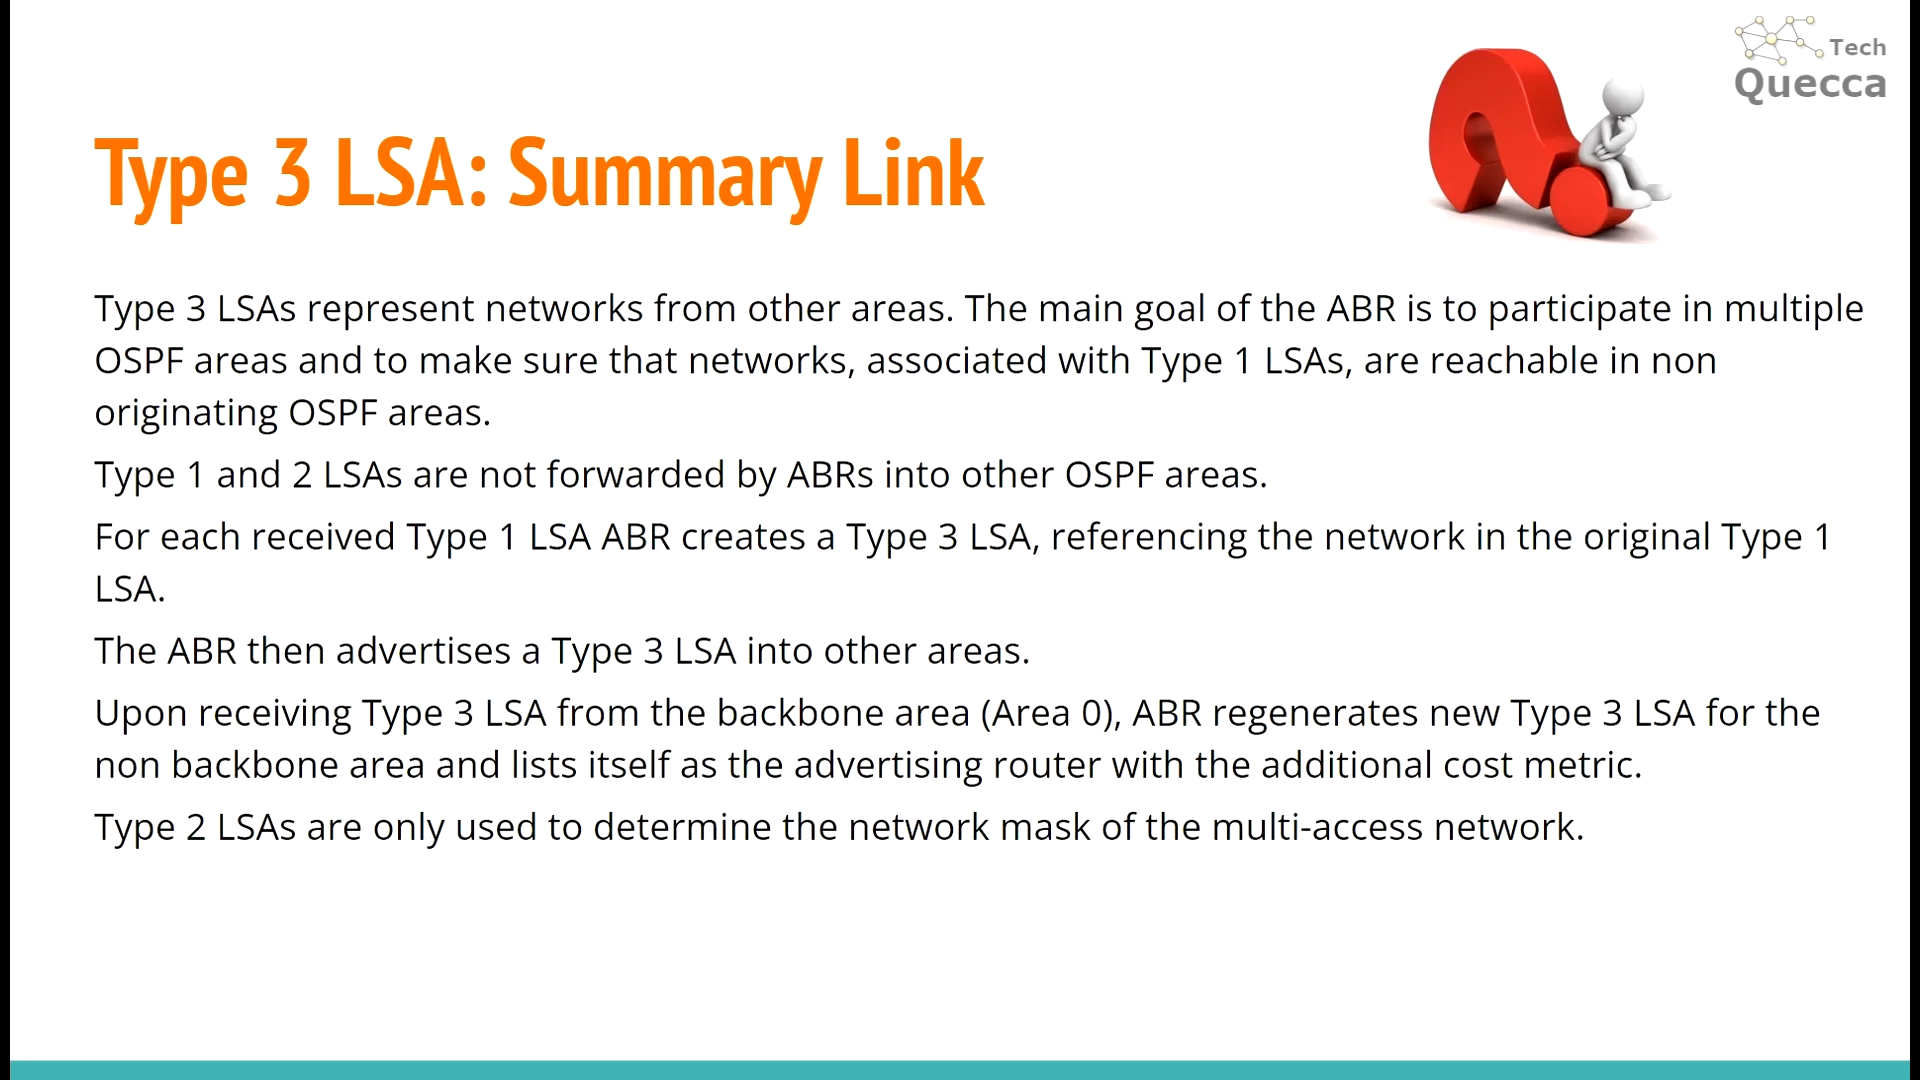 Tech
Quecca
Type 3 LSA: Summary Link
Type 3 LSAs represent networks from other areas. The main goal of the ABR is to participate in multiple
OSPF areas and to make sure that networks, associated with Type 1 LSAs, are reachable in non
originating OSPF areas.
Type 1 and 2 LSAs are not forwarded by ABRs into other OSPF areas.
For each received Type 1 LSA ABR creates a Type 3 LSA, referencing the network in the original Type 1
LSA.
The ABR then advertises a Type 3 LSA into other areas.
Upon receiving Type 3 LSA from the backbone area (Area 0), ABR regenerates new Type 3 LSA for the
non backbone area and lists itself as the advertising router with the additional cost metric.
Type 2 LSAs are only used to determine the network mask of the multi-access network.